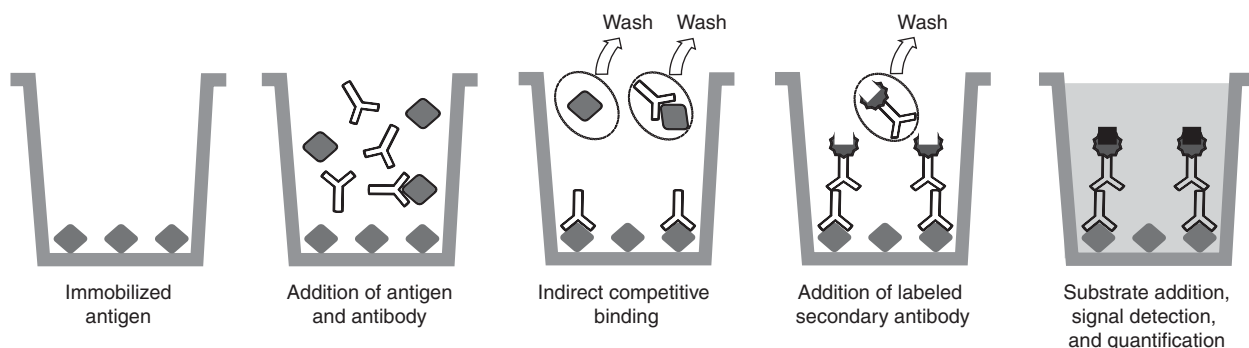 Wash
Wash
Wash
Immobilized
antigen
Addition of antigen
and antibody
Indirect competitive
binding
Addition of labeled
secondary antibody
Substrate addition,
signal detection,
and quantification